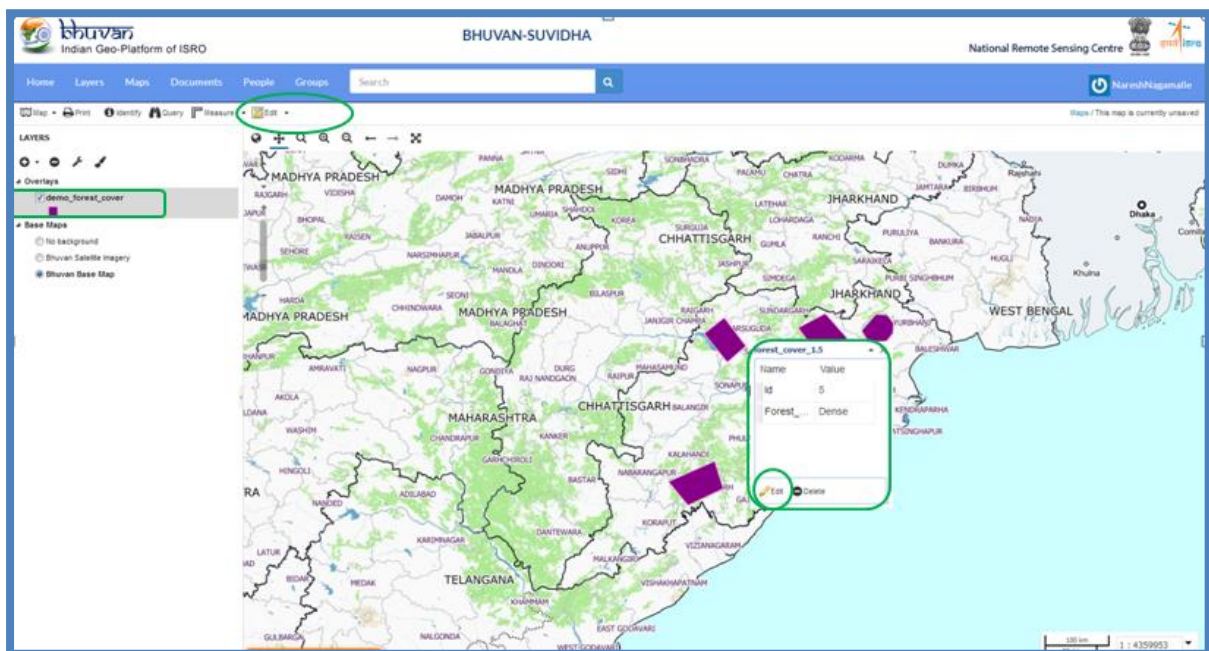 bhuvan
Indian Geo-Platform of ISRO
BHUVAN-SUVIDHA
National Remote Sensing Centre
इसरो isro
Home Layers Maps Documents People Groups Search NareshNagamalle
Map Print Identify Query Measure Edit
Maps / This map is currently unsaved
LAYERS
Overlays
demo_forest_cover
Base Maps
No background
Bhuvan Satellite Imagery
Bhuvan Base Map
PANNA SIDHI SONBHADRA PALAMU CHATRA KODARMA DUMKA Rajshahi
MADHYA PRADESH
RAJGARH VIDISHA DAMOH KATNI MADHYA PRADESH LATEHAR JHARKHAND JAMTARA BIRBHUM
UMARIA SHAHDOL KOREA LOHARDAGA NADIA Dhaka
BHOPAL SURGUJA
RAISEN JABALPUR ANUPPUR CHHATTISGARH GUMLA RANCHI PURULIYA BANKURA
SEHORE NARSIMHAPUR DINDORI JASHPUR SARAIKELA HUGLI Khulna
MANDLA SIMDEGA PURBI SINGHBHUM
HARDA SEONI BILASPUR JHARKHAND
MADHYA PRADESH CHHINDWARA MADHYA PRADESH RAIGARH SUNDARGARH WEST BENGAL
BALAGHAT JANJGIR CHAMPA
BALESHWAR
forest_cover_1.5
AMRAVATI NAGPUR GONDIYA DURG MAHASAMUND Name Value
RAJ NANDGAON RAIPUR
Id 5
AKOLA SONAPUR
CHHATTISGARH BALANGIR Forest_... Dense KENDRAPARHA
MAHARASHTRA
WASHIM CHANDRAPUR KANKER
KALAHANDI
GARHCHIROLI
HINGOLI NABARANGAPUR
BASTAR
ADILABAD Edit Delete
NANDED
KORAPUT
DANTEWARA
KARIMNAGAR VIZIANAGARAM
LATUR MALKANGIRI
BIDAR MEDAK TELANGANA VISHAKHAPATNAM
KHAMMAM
GULBARGA NALGONDA EAST GODAVARI
WEST GODAVARI
100 km 1 : 4359953